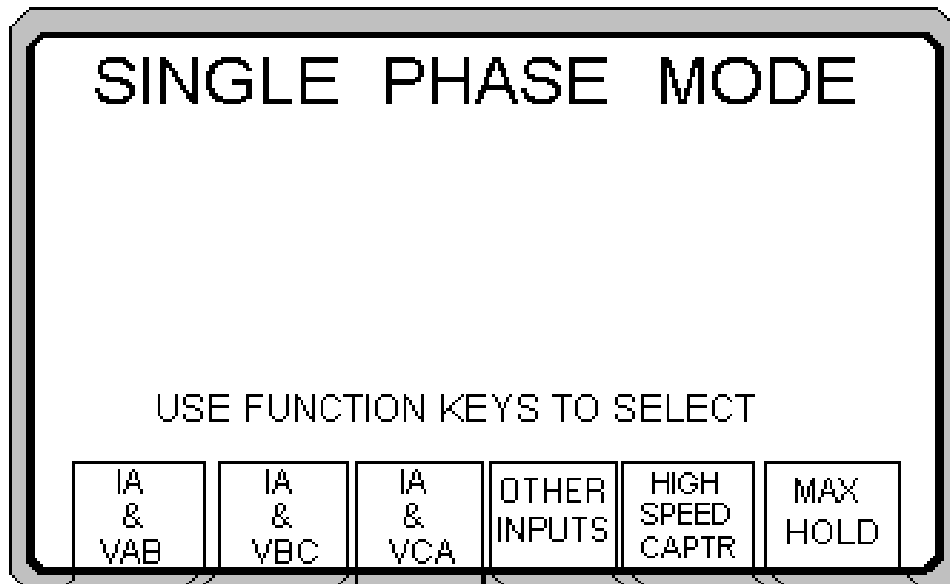 SINGLE PHASE MODE
USE FUNCTION KEYS TO SELECT
IA
&
VAB
IA
&
VBC
IA
&
VCA
OTHER
INPUTS
HIGH
SPEED
CAPTR
MAX
HOLD